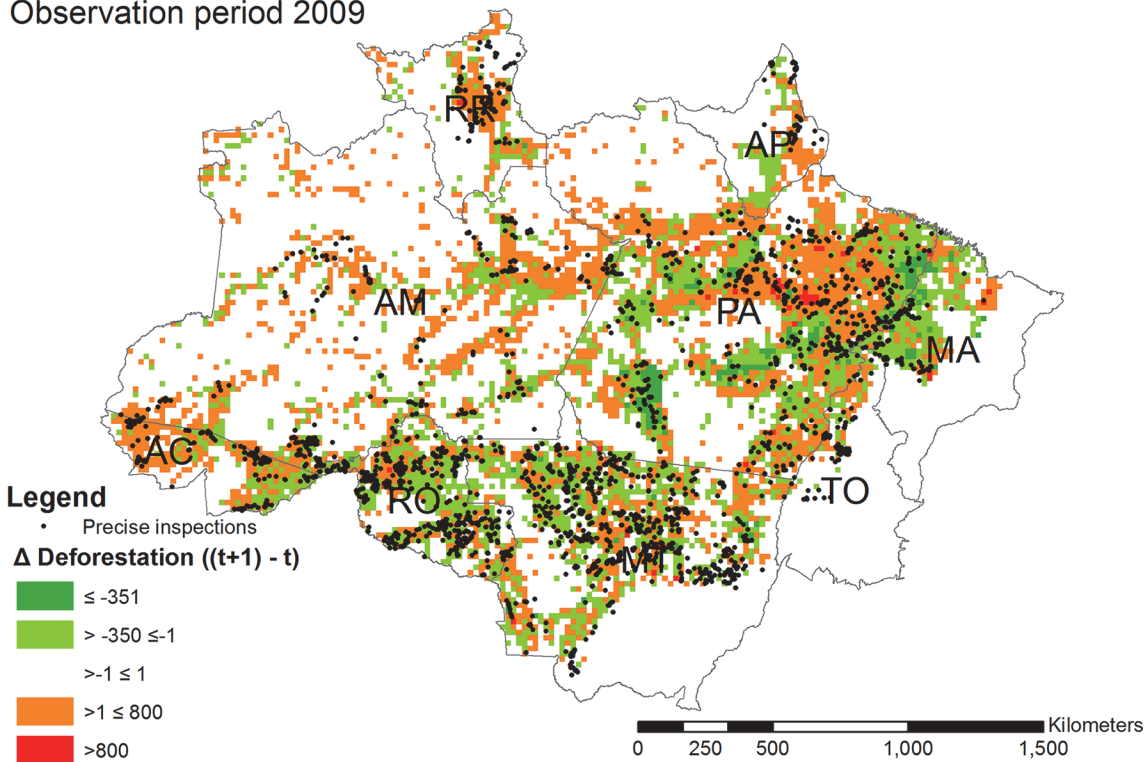 Observation period 2009
RR
AP
AM
PA
MA
AC
RO
TO
MT
Legend
Precise inspections
Δ Deforestation ((t+1) - t)
≤ -351
> -350 ≤-1
>-1 ≤ 1
>1 ≤ 800
>800
Kilometers
0 250 500 1,000 1,500